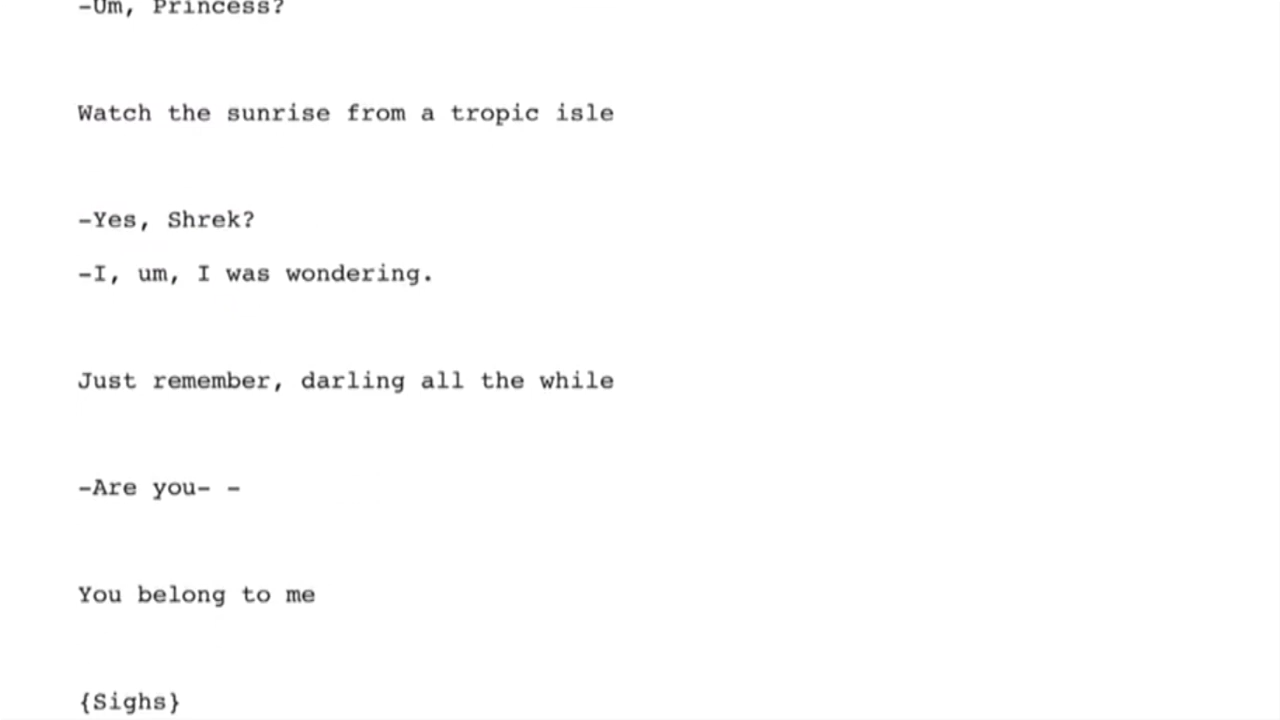 -Um, Princess?
Watch the sunrise from a tropic isle
-Yes, Shrek?
-I, um, I was wondering.
Just remember, darling all the while
-Are you- -
You belong to me
{Sighs}